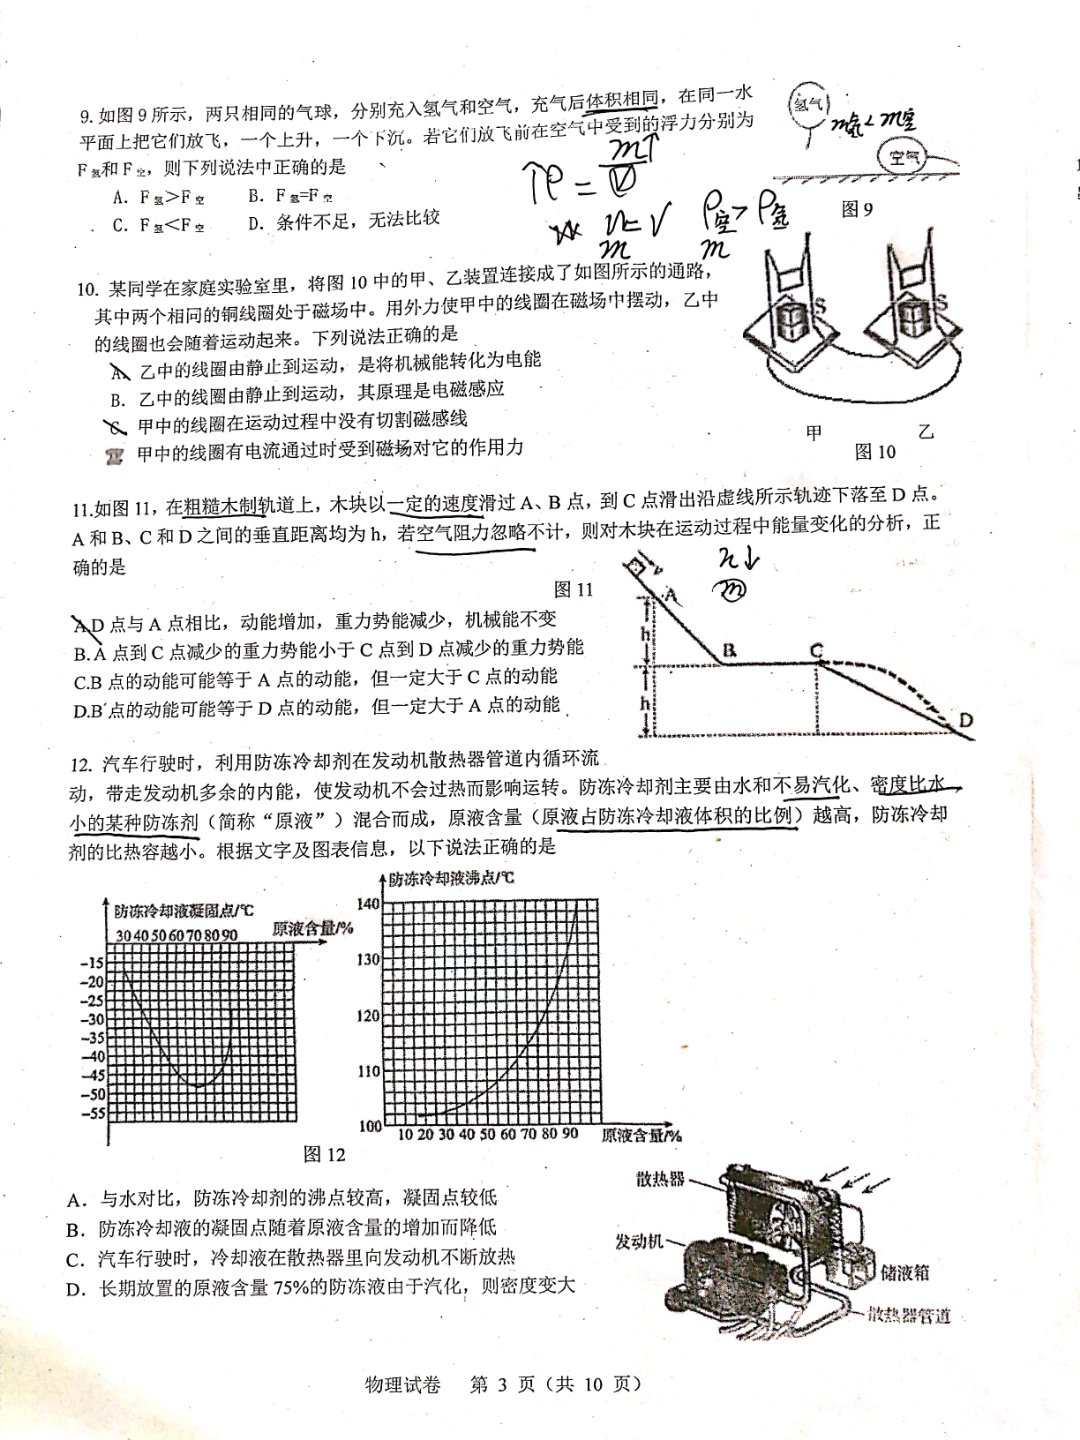 9. 如图 9 所示，两只相同的气球，分别充入氢气和空气，充气后体积相同，在同一水
平面上把它们放飞，一个上升，一个下沉。若它们放飞前在空气中受到的浮力分别为
F氢和 F空，则下列说法中正确的是
A. F氢>F空 B. F氢=F空
C. F氢<F空 D. 条件不足，无法比较
氢气
m氢<m空
空气
图 9
↑ρ = m↑/V
V = V ρ空>ρ氢
m m
10. 某同学在家庭实验室里，将图 10 中的甲、乙装置连接成了如图所示的通路，
其中两个相同的铜线圈处于磁场中。用外力使甲中的线圈在磁场中摆动，乙中
的线圈也会随着运动起来。下列说法正确的是
A. 乙中的线圈由静止到运动，是将机械能转化为电能
B. 乙中的线圈由静止到运动，其原理是电磁感应
C. 甲中的线圈在运动过程中没有切割磁感线
甲中的线圈有电流通过时受到磁场对它的作用力
S S
甲 乙
图 10
11.如图 11，在粗糙木制轨道上，木块以一定的速度滑过 A、B 点，到 C 点滑出沿虚线所示轨迹下落至 D 点。
A 和 B、C 和 D 之间的垂直距离均为 h，若空气阻力忽略不计，则对木块在运动过程中能量变化的分析，正
确的是
图 11
h↓
m
A.D 点与 A 点相比，动能增加，重力势能减少，机械能不变
B.A 点到 C 点减少的重力势能小于 C 点到 D 点减少的重力势能
C.B 点的动能可能等于 A 点的动能，但一定大于 C 点的动能
D.B 点的动能可能等于 D 点的动能，但一定大于 A 点的动能
A
h
B C
h
D
12. 汽车行驶时，利用防冻冷却剂在发动机散热器管道内循环流
动，带走发动机多余的内能，使发动机不会过热而影响运转。防冻冷却剂主要由水和不易汽化、密度比水
小的某种防冻剂（简称“原液”）混合而成，原液含量（原液占防冻冷却液体积的比例）越高，防冻冷却
剂的比热容越小。根据文字及图表信息，以下说法正确的是
防冻冷却液凝固点/℃
30 40 50 60 70 80 90 原液含量/%
-15
-20
-25
-30
-35
-40
-45
-50
-55
防冻冷却液沸点/℃
140
130
120
110
100
10 20 30 40 50 60 70 80 90 原液含量/%
图 12
A. 与水对比，防冻冷却剂的沸点较高，凝固点较低
B. 防冻冷却液的凝固点随着原液含量的增加而降低
C. 汽车行驶时，冷却液在散热器里向发动机不断放热
D. 长期放置的原液含量 75%的防冻液由于汽化，则密度变大
散热器
发动机
储液箱
散热器管道
物理试卷 第 3 页（共 10 页）